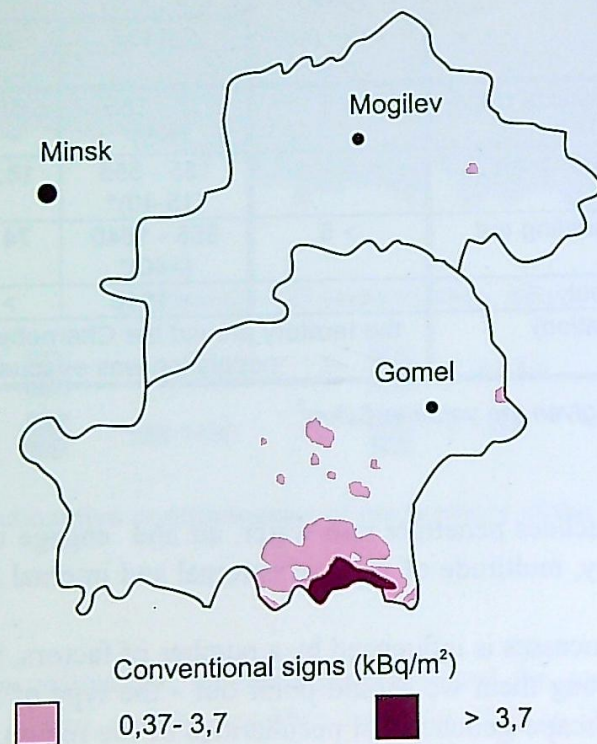 Mogilev
Minsk
Gomel
Conventional signs (kBq/m²)
0,37- 3,7
> 3,7